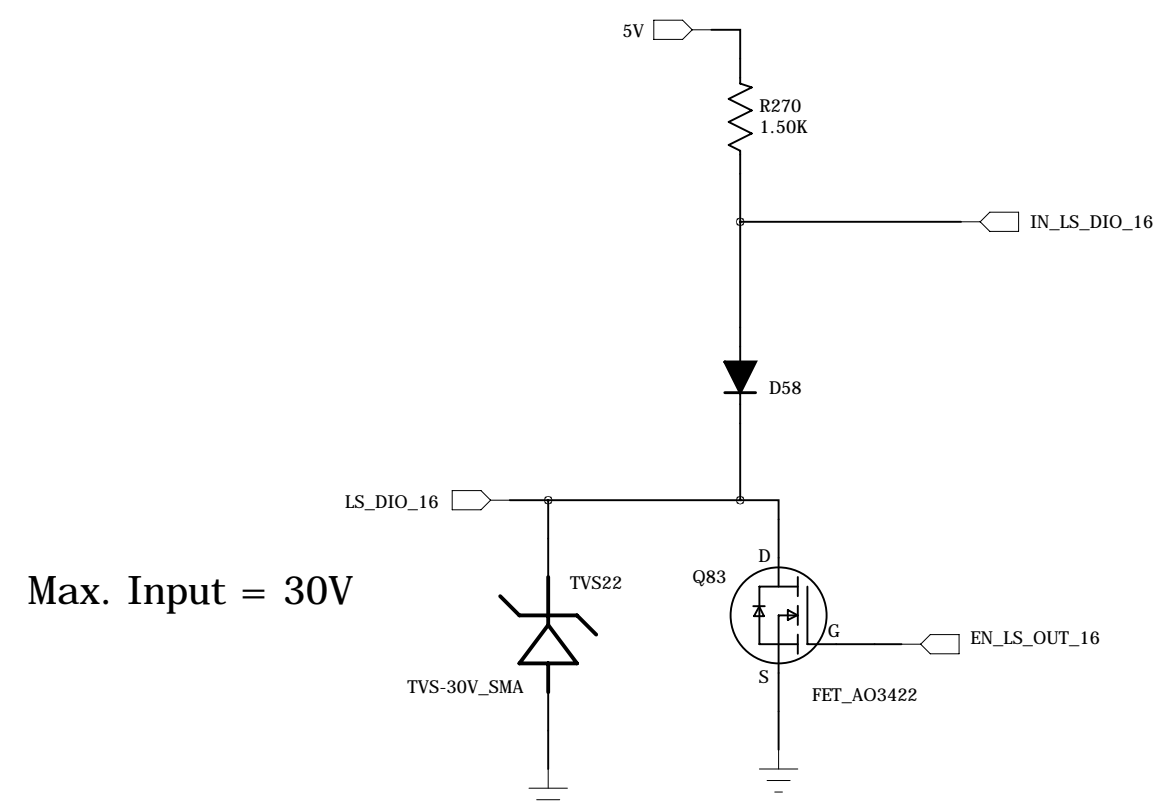 5V
R270
1.50K
IN_LS_DIO_16
D58
LS_DIO_16
D
Q83
TVS22
Max. Input = 30V
G
EN_LS_OUT_16
S
TVS-30V_SMA
FET_AO3422